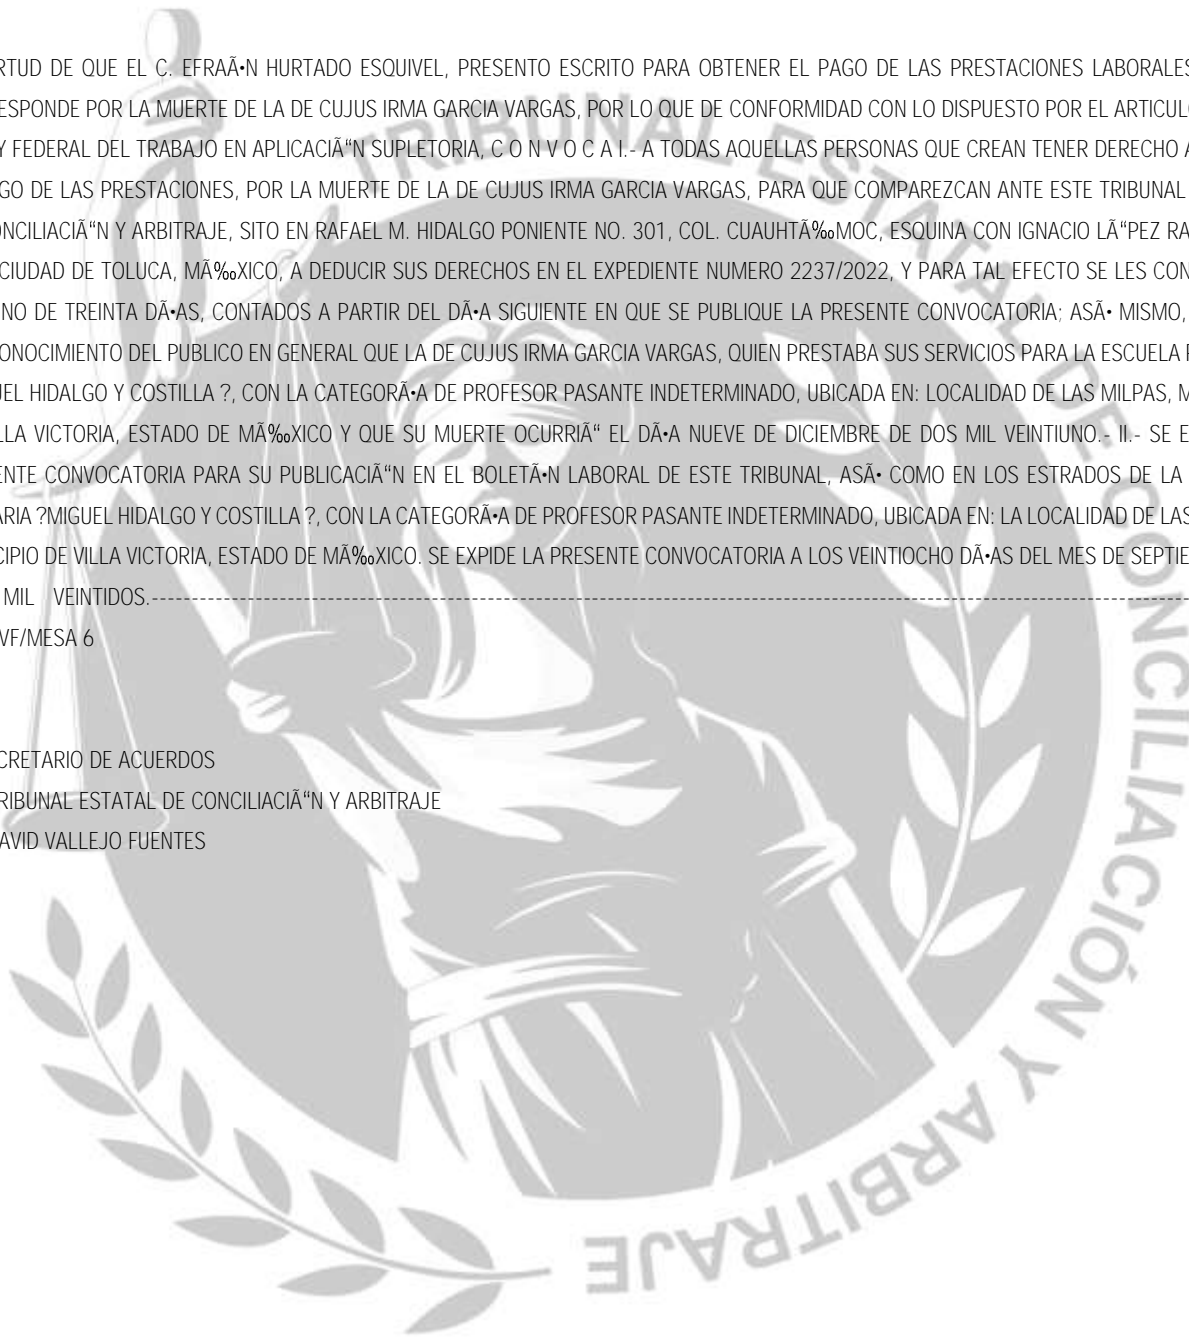 RTUD DE QUE EL C. EFRAÃ•N HURTADO ESQUIVEL, PRESENTO ESCRITO PARA OBTENER EL PAGO DE LAS PRESTACIONES LABORALES
ESPONDE POR LA MUERTE DE LA DE CUJUS IRMA GARCIA VARGAS, POR LO QUE DE CONFORMIDAD CON LO DISPUESTO POR EL ARTICULO
Y FEDERAL DEL TRABAJO EN APLICACIÃ“N SUPLETORIA, C O N V O C A I.- A TODAS AQUELLAS PERSONAS QUE CREAN TENER DERECHO A
GO DE LAS PRESTACIONES, POR LA MUERTE DE LA DE CUJUS IRMA GARCIA VARGAS, PARA QUE COMPAREZCAN ANTE ESTE TRIBUNAL
ONCILIACIÃ“N Y ARBITRAJE, SITO EN RAFAEL M. HIDALGO PONIENTE NO. 301, COL. CUAUHTÃ‰MOC, ESQUINA CON IGNACIO LÃ“PEZ RA
CIUDAD DE TOLUCA, MÃ‰XICO, A DEDUCIR SUS DERECHOS EN EL EXPEDIENTE NUMERO 2237/2022, Y PARA TAL EFECTO SE LES CON
NO DE TREINTA DÃ•AS, CONTADOS A PARTIR DEL DÃ•A SIGUIENTE EN QUE SE PUBLIQUE LA PRESENTE CONVOCATORIA; ASÃ• MISMO,
ONOCIMIENTO DEL PUBLICO EN GENERAL QUE LA DE CUJUS IRMA GARCIA VARGAS, QUIEN PRESTABA SUS SERVICIOS PARA LA ESCUELA P
UEL HIDALGO Y COSTILLA ?, CON LA CATEGORÃ•A DE PROFESOR PASANTE INDETERMINADO, UBICADA EN: LOCALIDAD DE LAS MILPAS, M
LLA VICTORIA, ESTADO DE MÃ‰XICO Y QUE SU MUERTE OCURRIÃ“ EL DÃ•A NUEVE DE DICIEMBRE DE DOS MIL VEINTIUNO.- II.- SE E
ENTE CONVOCATORIA PARA SU PUBLICACIÃ“N EN EL BOLETÃ•N LABORAL DE ESTE TRIBUNAL, ASÃ• COMO EN LOS ESTRADOS DE LA
ARIA ?MIGUEL HIDALGO Y COSTILLA ?, CON LA CATEGORÃ•A DE PROFESOR PASANTE INDETERMINADO, UBICADA EN: LA LOCALIDAD DE LAS
CIPIO DE VILLA VICTORIA, ESTADO DE MÃ‰XICO. SE EXPIDE LA PRESENTE CONVOCATORIA A LOS VEINTIOCHO DÃ•AS DEL MES DE SEPTIE
MIL VEINTIDOS.------------------------------------------------------------------------------------------------------------------------
VF/MESA 6
CRETARIO DE ACUERDOS
RIBUNAL ESTATAL DE CONCILIACIÃ“N Y ARBITRAJE
AVID VALLEJO FUENTES
TRIBUNAL ESTATAL DE CONCILIACIÓN Y ARBITRAJE